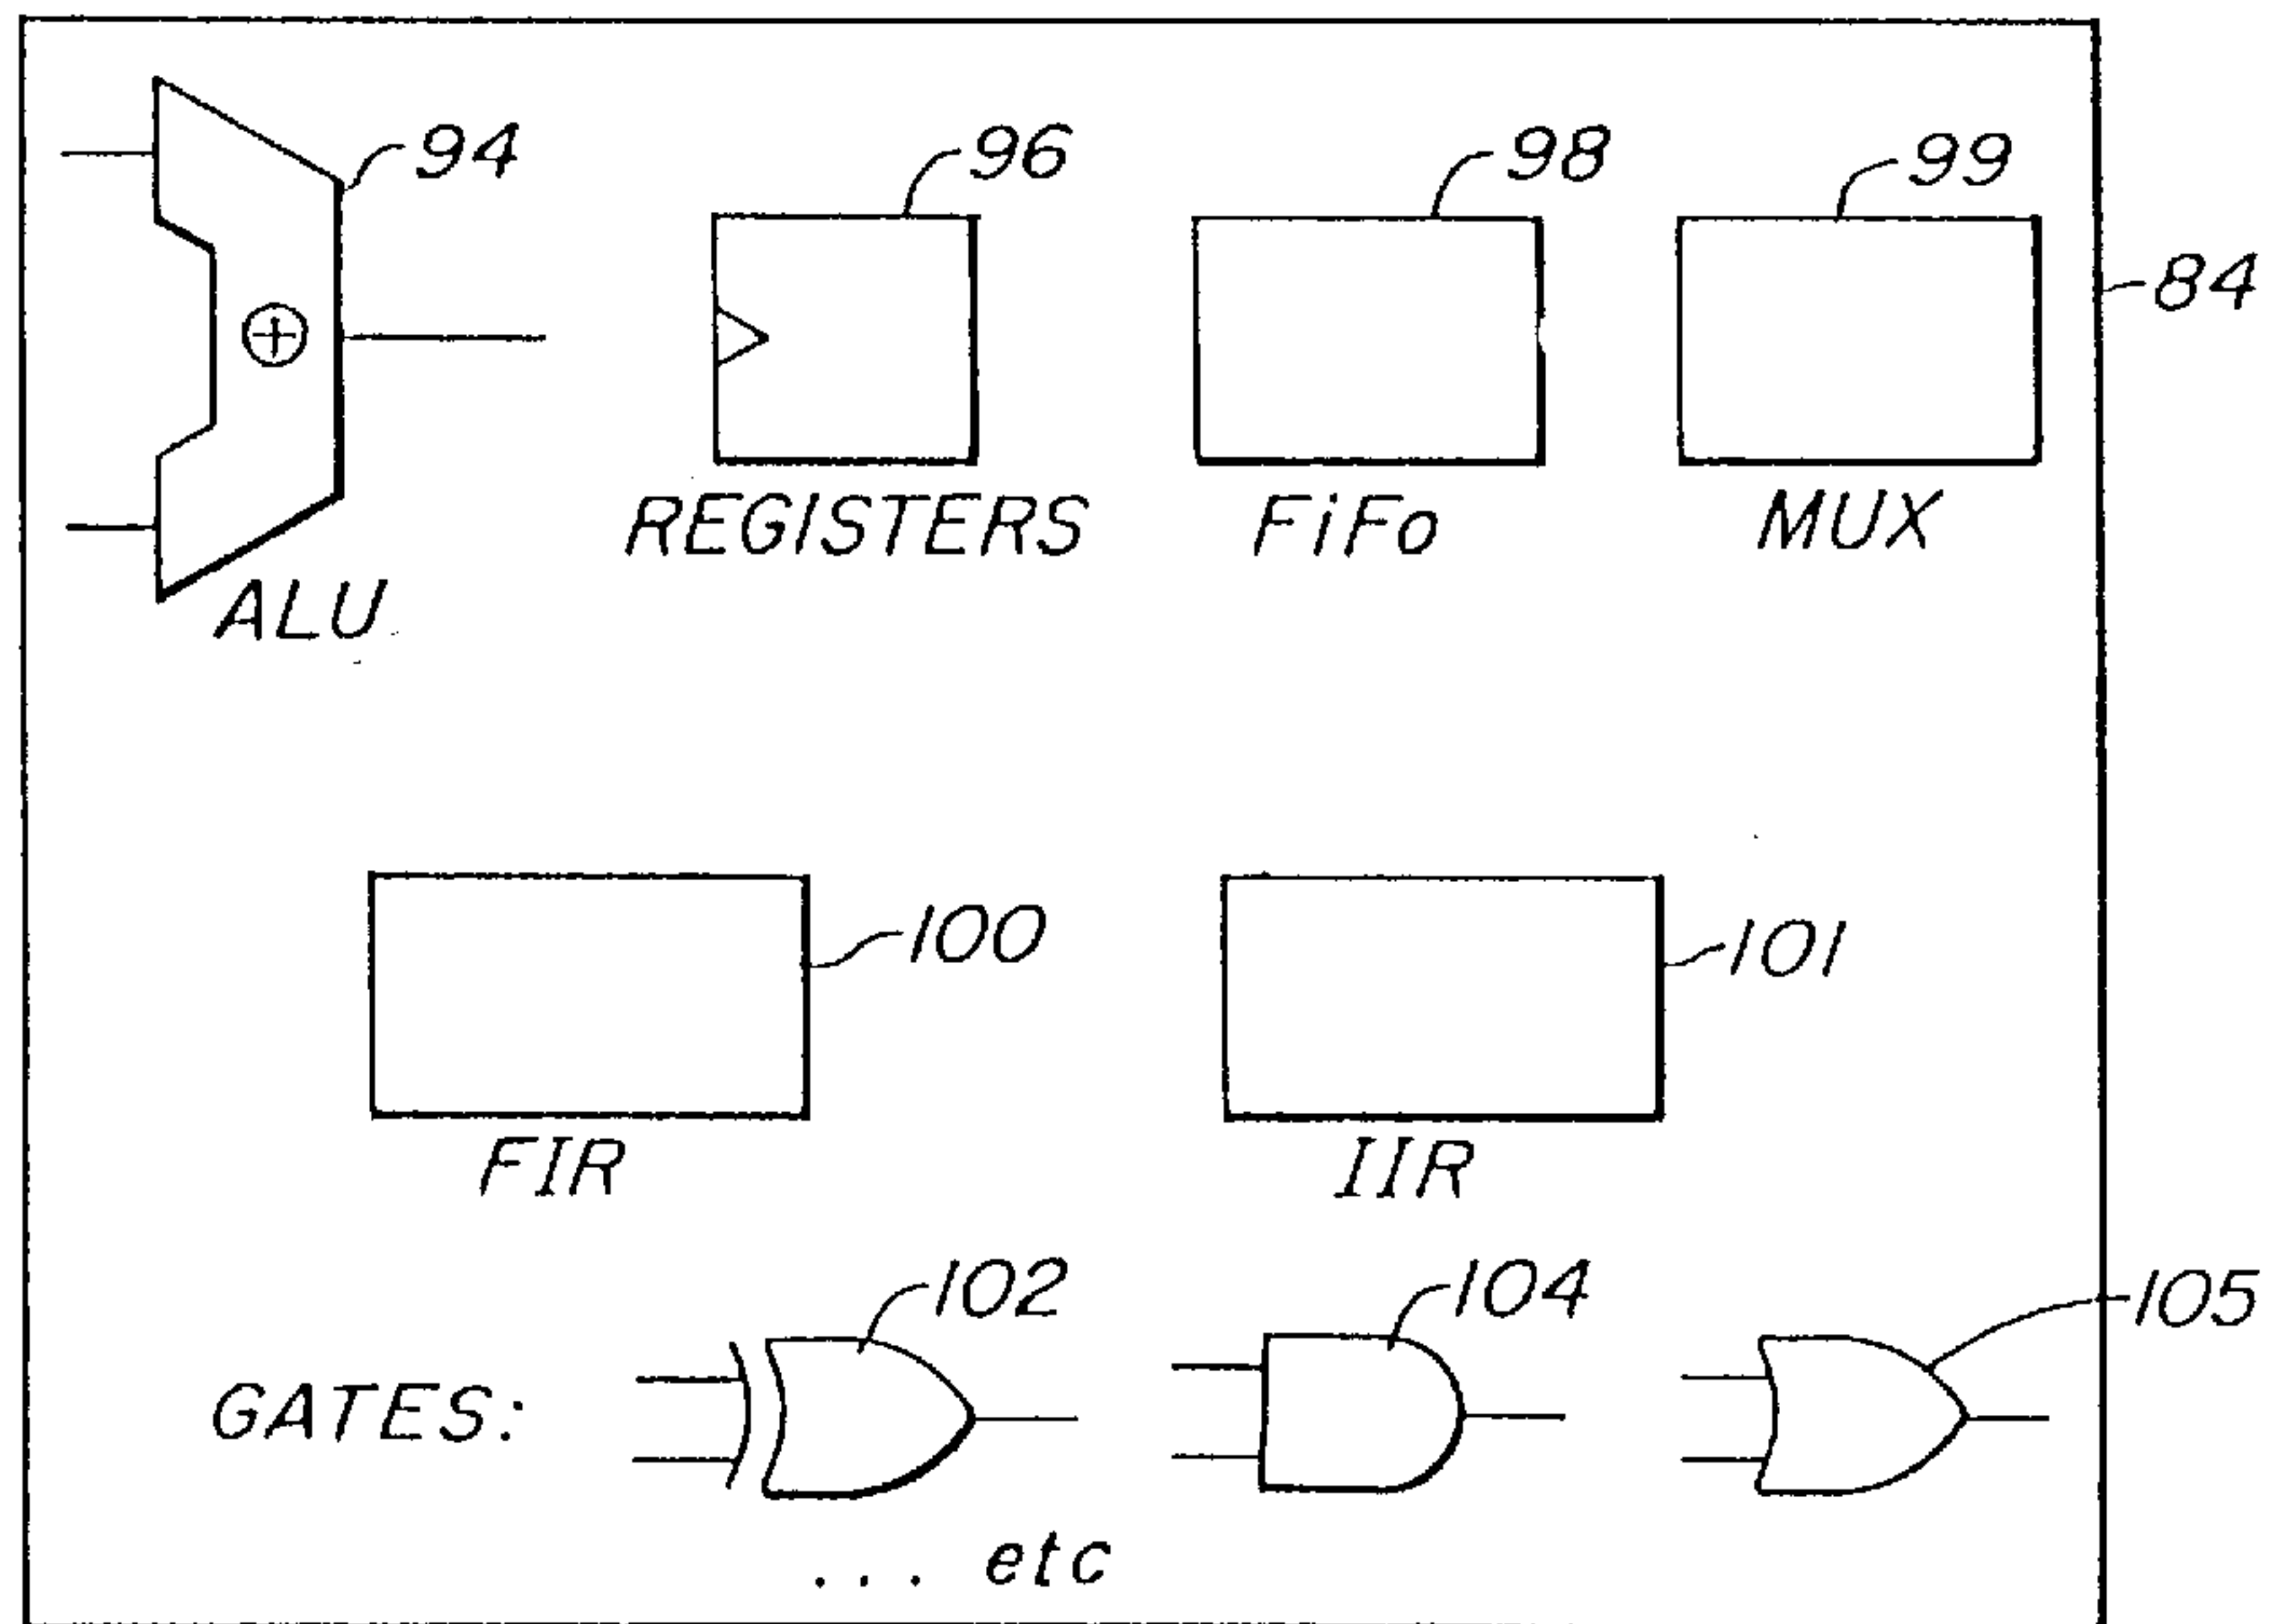 94
96
98
99
84
REGISTERS
FiFo
MUX
ALU
100
101
FIR
IIR
102
104
105
GATES:
... etc